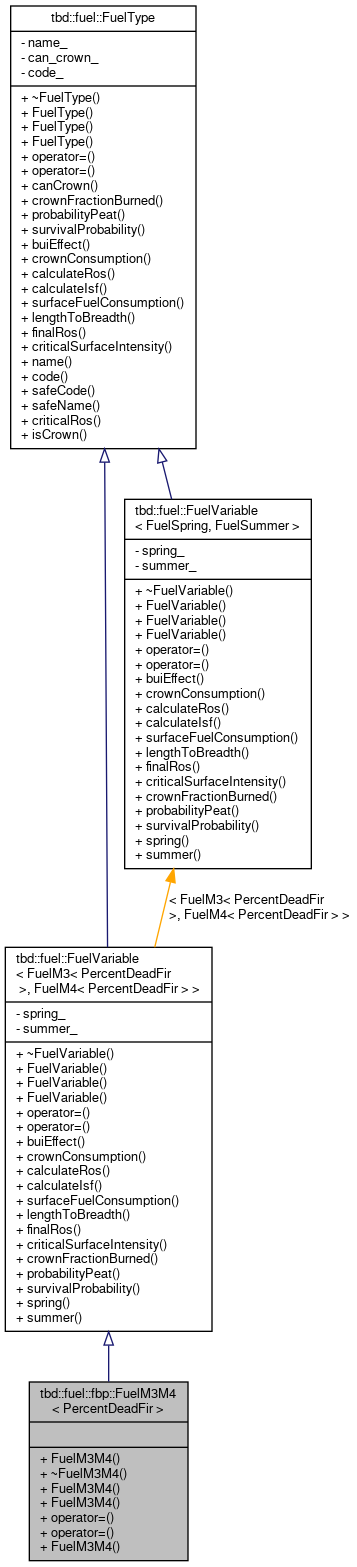 tbd::fuel::FuelType
- name_
- can_crown_
- code_
+ ~FuelType()
+ FuelType()
+ FuelType()
+ FuelType()
+ operator=()
+ operator=()
+ canCrown()
+ crownFractionBurned()
+ probabilityPeat()
+ survivalProbability()
+ buiEffect()
+ crownConsumption()
+ calculateRos()
+ calculateIsf()
+ surfaceFuelConsumption()
+ lengthToBreadth()
+ finalRos()
+ criticalSurfaceIntensity()
+ name()
+ code()
+ safeCode()
+ safeName()
+ criticalRos()
+ isCrown()
tbd::fuel::FuelVariable
< FuelSpring, FuelSummer >
- spring_
- summer_
+ ~FuelVariable()
+ FuelVariable()
+ FuelVariable()
+ FuelVariable()
+ operator=()
+ operator=()
+ buiEffect()
+ crownConsumption()
+ calculateRos()
+ calculateIsf()
+ surfaceFuelConsumption()
+ lengthToBreadth()
+ finalRos()
+ criticalSurfaceIntensity()
+ crownFractionBurned()
+ probabilityPeat()
+ survivalProbability()
+ spring()
+ summer()
< FuelM3< PercentDeadFir
>, FuelM4< PercentDeadFir > >
tbd::fuel::FuelVariable
< FuelM3< PercentDeadFir
>, FuelM4< PercentDeadFir > >
- spring_
- summer_
+ ~FuelVariable()
+ FuelVariable()
+ FuelVariable()
+ FuelVariable()
+ operator=()
+ operator=()
+ buiEffect()
+ crownConsumption()
+ calculateRos()
+ calculateIsf()
+ surfaceFuelConsumption()
+ lengthToBreadth()
+ finalRos()
+ criticalSurfaceIntensity()
+ crownFractionBurned()
+ probabilityPeat()
+ survivalProbability()
+ spring()
+ summer()
tbd::fuel::fbp::FuelM3M4
< PercentDeadFir >
+ FuelM3M4()
+ ~FuelM3M4()
+ FuelM3M4()
+ FuelM3M4()
+ operator=()
+ operator=()
+ FuelM3M4()